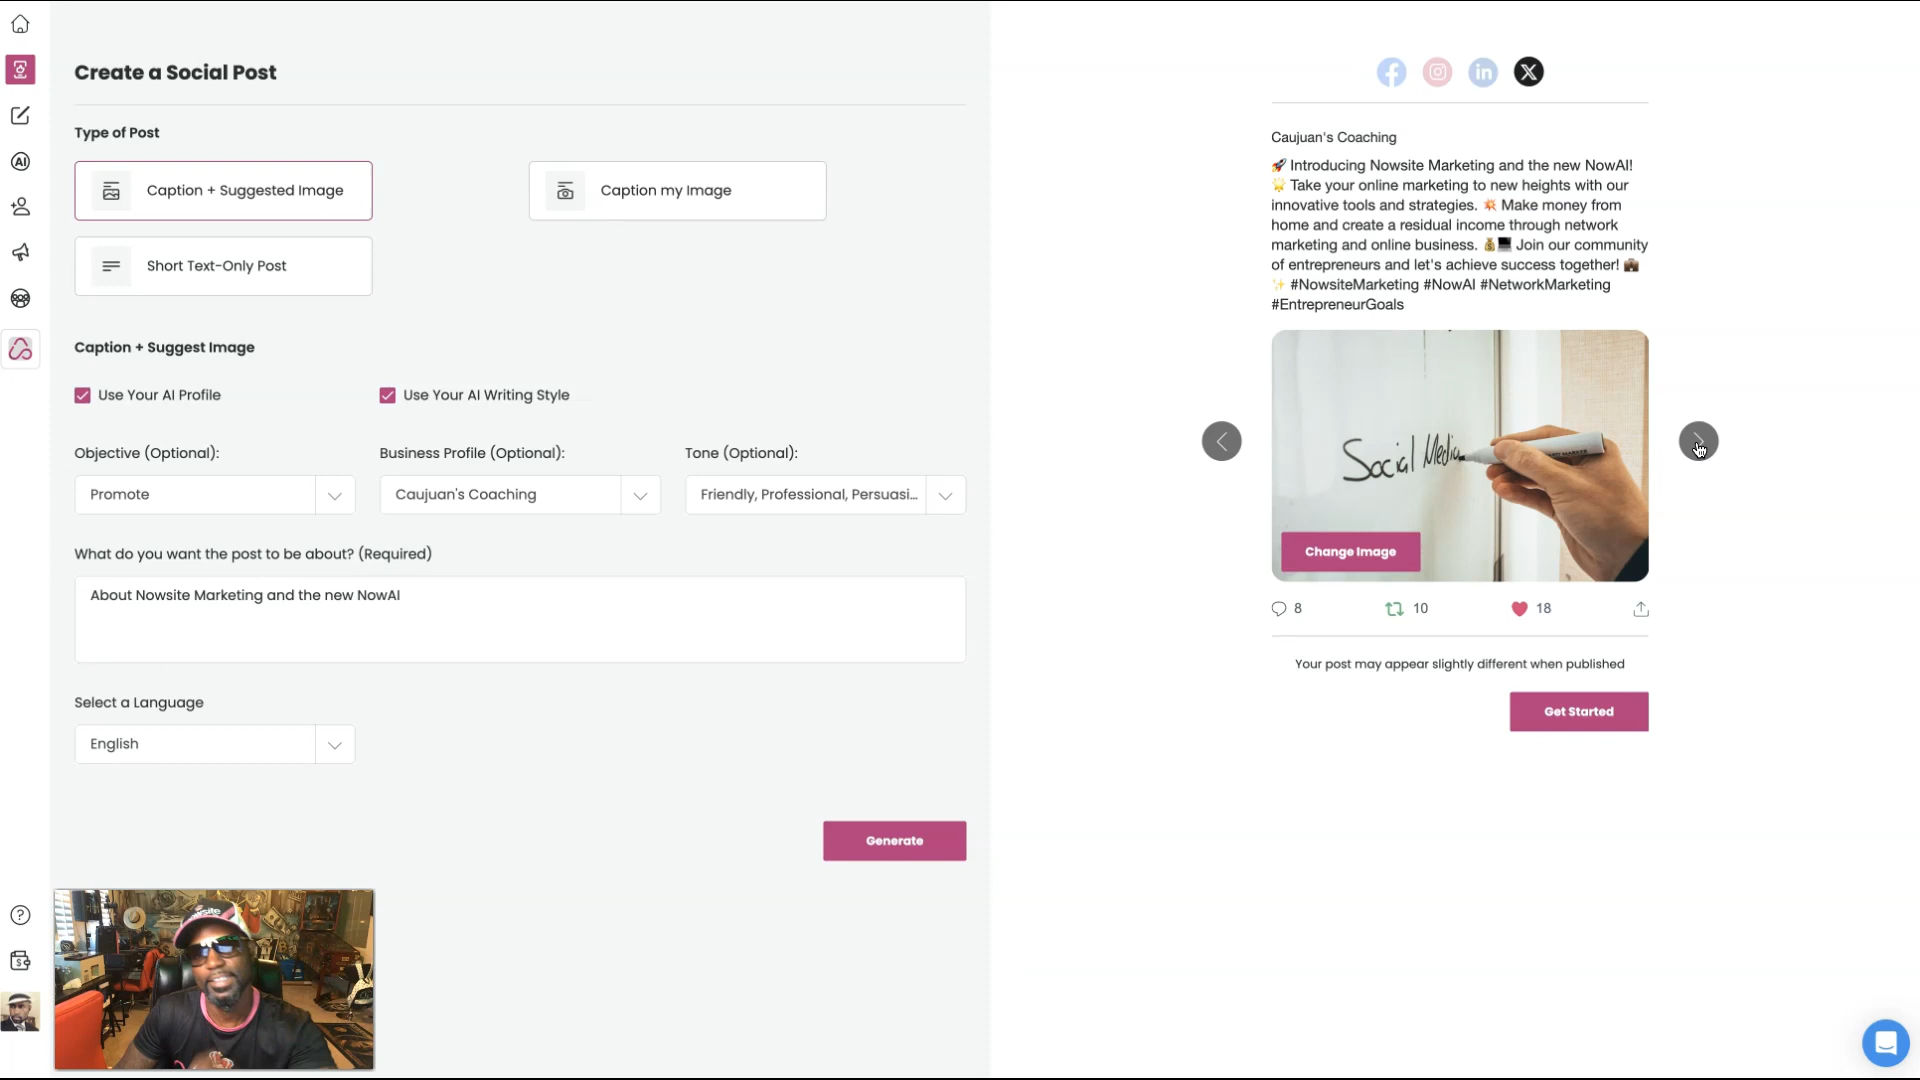 Create a Social Post
Type of Post
Caption + Suggested Image
Caption my Image
Short Text-Only Post
Caption + Suggest Image
Use Your AI Profile
Use Your AI Writing Style
Objective (Optional):
Business Profile (Optional):
Tone (Optional):
Promote
Caujuan's Coaching
Friendly, Professional, Persuasi...
What do you want the post to be about? (Required)
About Nowsite Marketing and the new NowAI
Select a Language
English
Generate
AI
in
X
Caujuan's Coaching
🚀 Introducing Nowsite Marketing and the new NowAI!
🌟 Take your online marketing to new heights with our
innovative tools and strategies. 💥 Make money from
home and create a residual income through network
marketing and online business. 💰💻 Join our community
of entrepreneurs and let's achieve success together! 💼
✨ #NowsiteMarketing #NowAI #NetworkMarketing
#EntrepreneurGoals
Social Media
Change Image
8
10
18
Your post may appear slightly different when published
Get Started